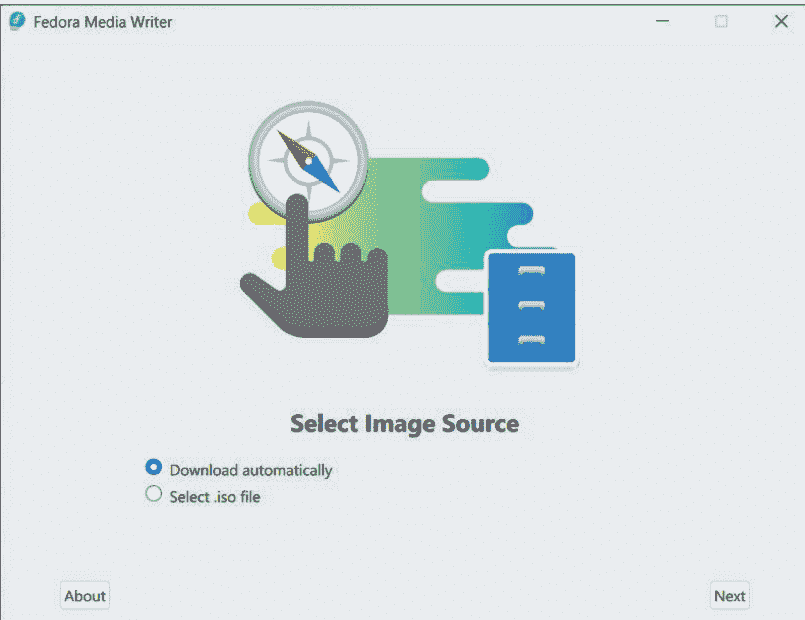 Fedora Media Writer
Select Image Source
Download automatically
Select .iso file
About
Next